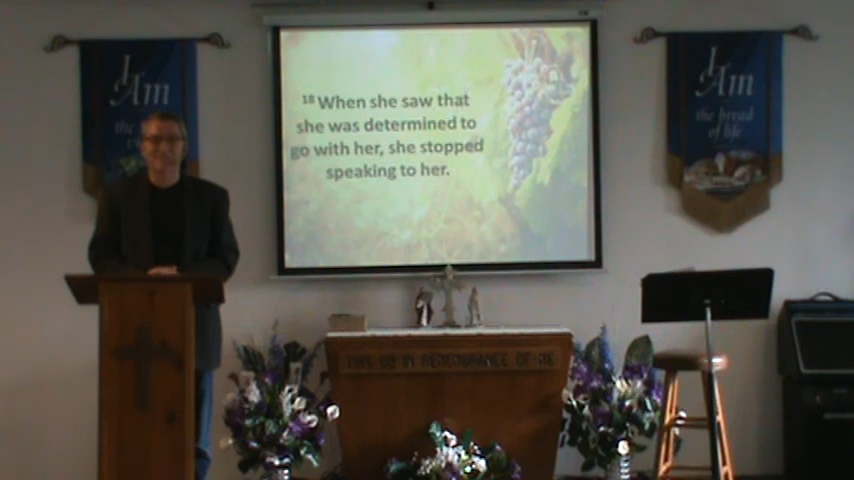 I Am
the
18 When she saw that
she was determined to
go with her, she stopped
speaking to her.
I Am
the bread
of life
THIS DO IN REMEMBRANCE OF ME